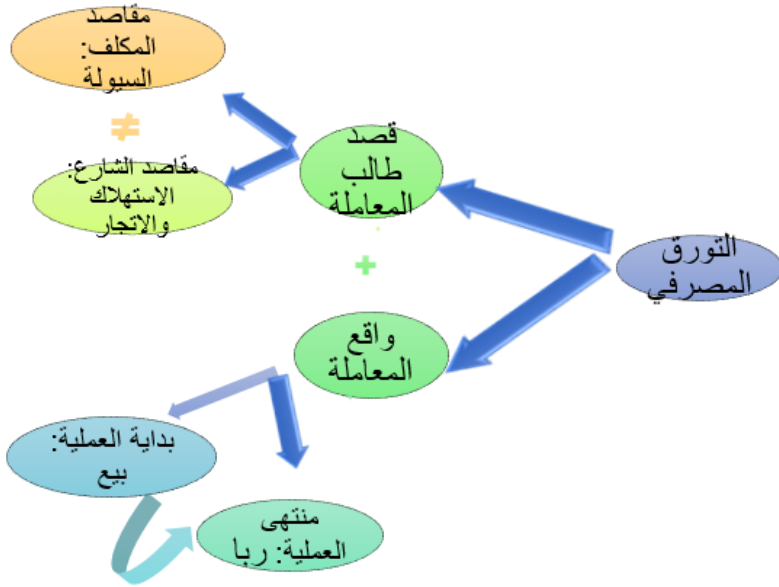 التورق
المصرفي
قصد
طالب
المعاملة
مقاصد
المكلف:
السيولة
≠
مقاصد الشارع:
الاستهلاك
والاتجار
+
واقع
المعاملة
بداية العملية:
بيع
منتهى
العملية: ربا